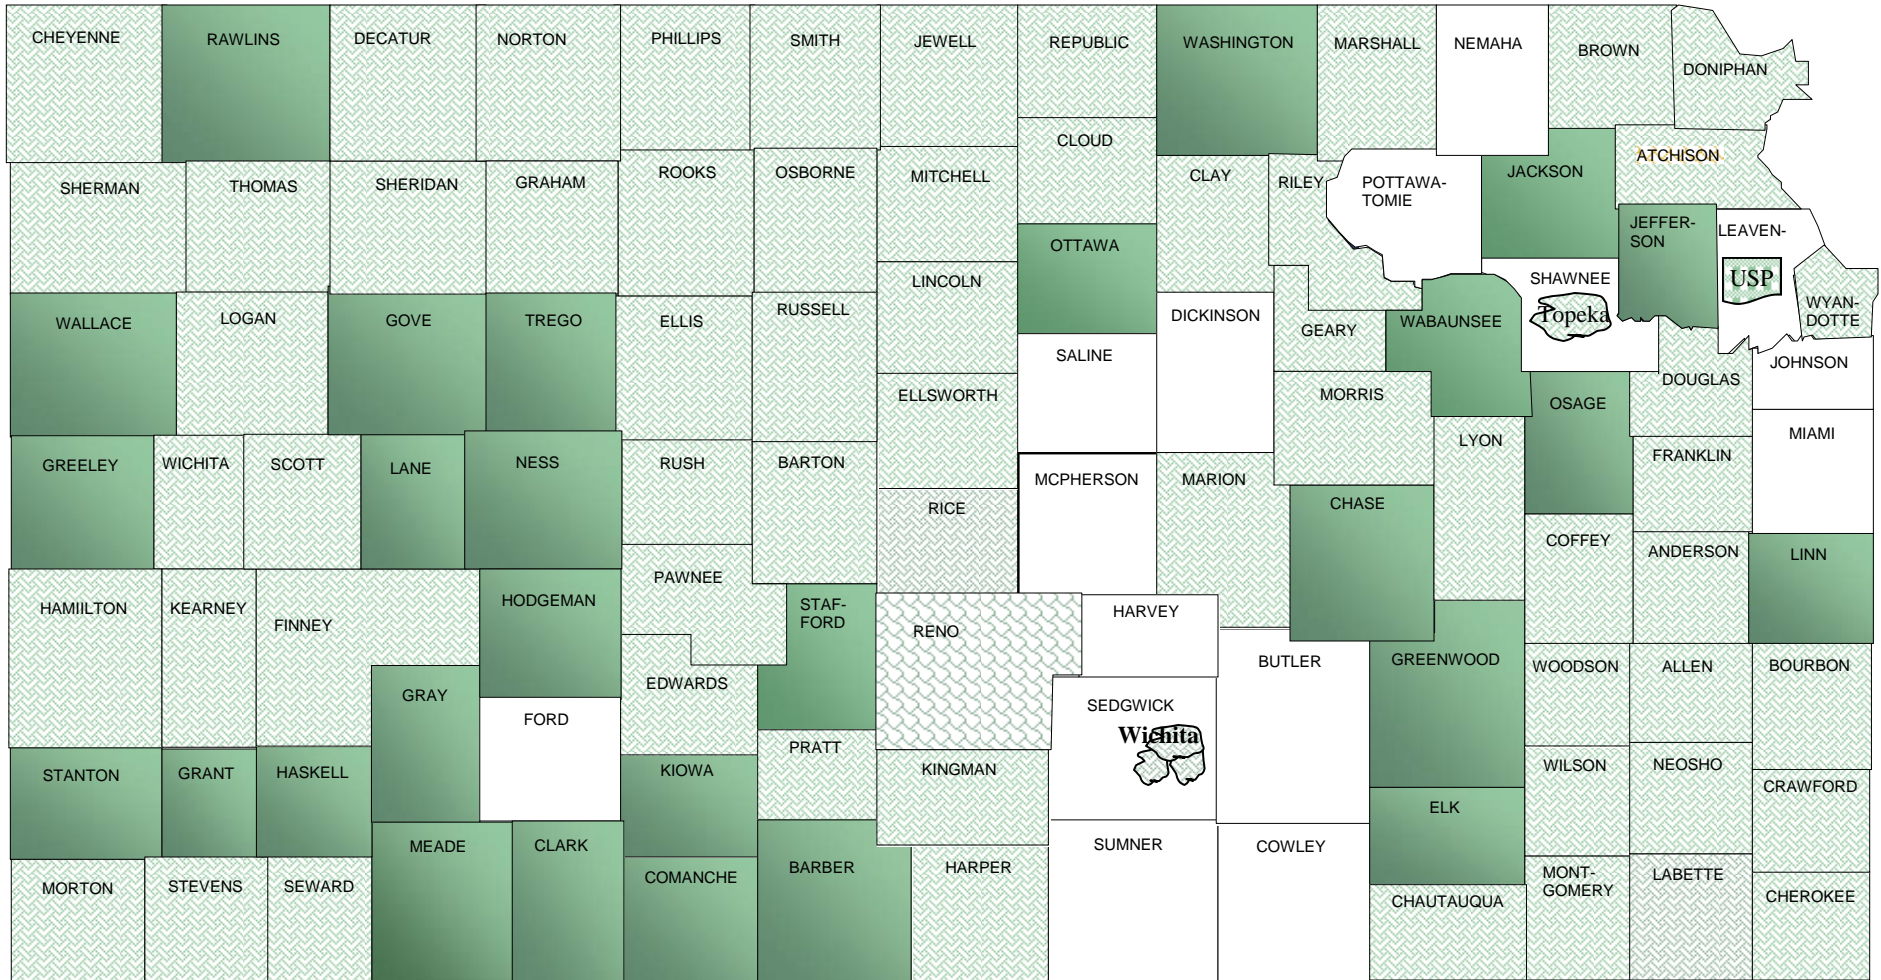 CHEYENNE
RAWLINS
DECATUR
NORTON
PHILLIPS
SMITH
JEWELL
REPUBLIC
WASHINGTON
MARSHALL
NEMAHA
BROWN
DONIPHAN
CLOUD
SHERMAN
THOMAS
SHERIDAN
GRAHAM
ROOKS
OSBORNE
MITCHELL
CLAY
RILEY
POTTAWA-
TOMIE
JACKSON
ATCHISON
OTTAWA
JEFFER-
SON
LEAVEN-
USP
WYAN-
DOTTE
WALLACE
LOGAN
GOVE
TREGO
ELLIS
RUSSELL
LINCOLN
SALINE
DICKINSON
GEARY
WABAUNSEE
SHAWNEE
Topeka
DOUGLAS
JOHNSON
ELLSWORTH
MORRIS
OSAGE
MIAMI
GREELEY
WICHITA
SCOTT
LANE
NESS
RUSH
BARTON
RICE
MCPHERSON
MARION
CHASE
LYON
FRANKLIN
COFFEY
ANDERSON
LINN
HAMIILTON
KEARNEY
FINNEY
HODGEMAN
PAWNEE
STAF-
FORD
RENO
HARVEY
BUTLER
GREENWOOD
WOODSON
ALLEN
BOURBON
GRAY
FORD
EDWARDS
SEDGWICK
Wichita
STANTON
GRANT
HASKELL
KIOWA
PRATT
KINGMAN
ELK
WILSON
NEOSHO
CRAWFORD
MORTON
STEVENS
SEWARD
MEADE
CLARK
COMANCHE
BARBER
HARPER
SUMNER
COWLEY
CHAUTAUQUA
MONT-
GOMERY
LABETTE
CHEROKEE